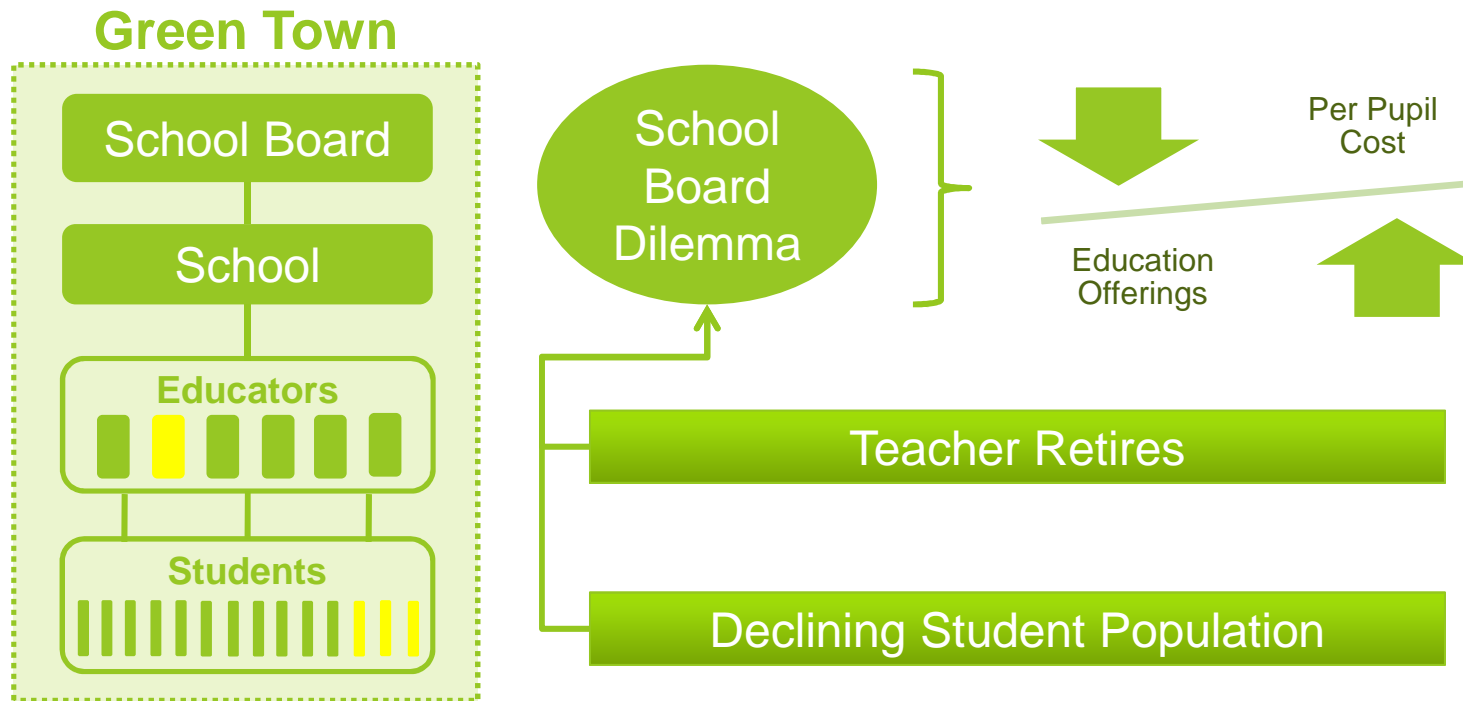 Green Town
School Board
School
Educators
Students
School
Board
Dilemma
Per Pupil
Cost
Education
Offerings
Teacher Retires
Declining Student Population